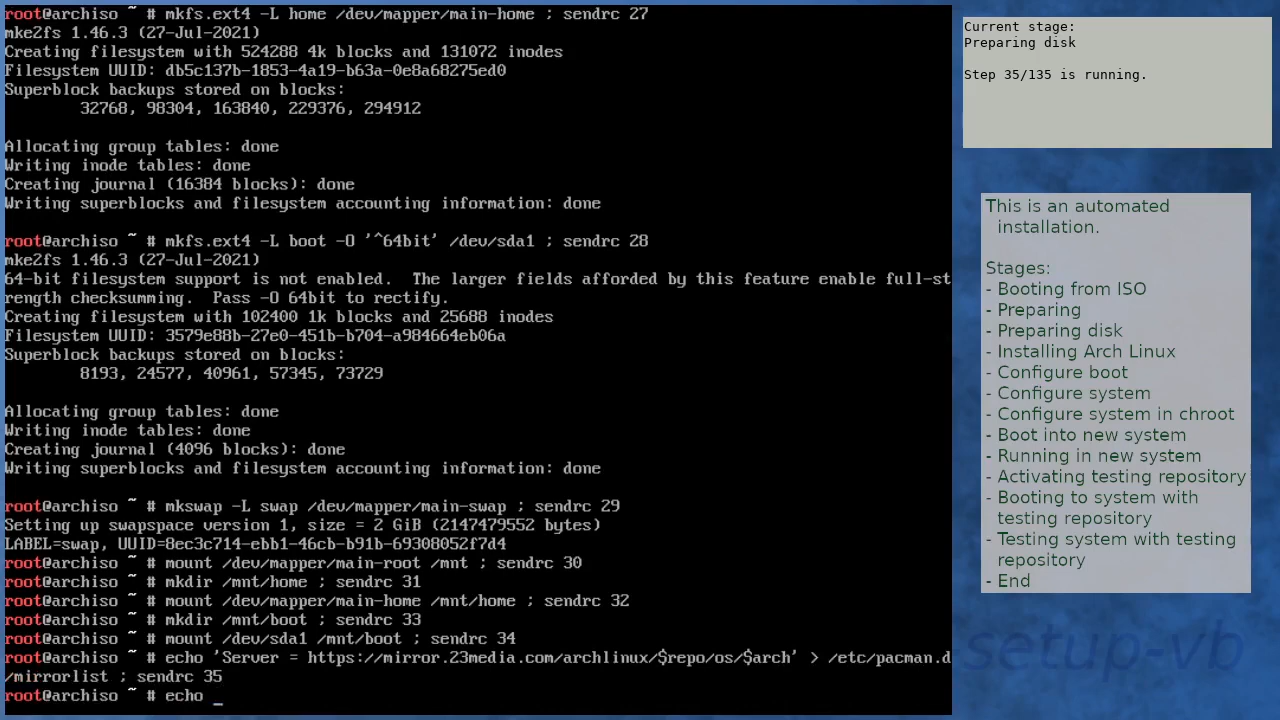 root@archiso ~ # mkfs.ext4 -L home /dev/mapper/main-home ; sendrc 27
mke2fs 1.46.3 (27-Jul-2021)
Creating filesystem with 524288 4k blocks and 131072 inodes
Filesystem UUID: db5c137b-1853-4a19-b63a-0e8a68275ed0
Superblock backups stored on blocks:
        32768, 98304, 163840, 229376, 294912
Allocating group tables: done
Writing inode tables: done
Creating journal (16384 blocks): done
Writing superblocks and filesystem accounting information: done
root@archiso ~ # mkfs.ext4 -L boot -O '^64bit' /dev/sda1 ; sendrc 28
mke2fs 1.46.3 (27-Jul-2021)
64-bit filesystem support is not enabled.  The larger fields afforded by this feature enable full-st
rength checksumming.  Pass -O 64bit to rectify.
Creating filesystem with 102400 1k blocks and 25688 inodes
Filesystem UUID: 3579e88b-27e0-451b-b704-a984664eb06a
Superblock backups stored on blocks:
        8193, 24577, 40961, 57345, 73729
Allocating group tables: done
Writing inode tables: done
Creating journal (4096 blocks): done
Writing superblocks and filesystem accounting information: done
root@archiso ~ # mkswap -L swap /dev/mapper/main-swap ; sendrc 29
Setting up swapspace version 1, size = 2 GiB (2147479552 bytes)
LABEL=swap, UUID=8ec3c714-ebb1-46cb-b91b-69308052f7d4
root@archiso ~ # mount /dev/mapper/main-root /mnt ; sendrc 30
root@archiso ~ # mkdir /mnt/home ; sendrc 31
root@archiso ~ # mount /dev/mapper/main-home /mnt/home ; sendrc 32
root@archiso ~ # mkdir /mnt/boot ; sendrc 33
root@archiso ~ # mount /dev/sda1 /mnt/boot ; sendrc 34
root@archiso ~ # echo 'Server = https://mirror.23media.com/archlinux/$repo/os/$arch' > /etc/pacman.d
/mirrorlist ; sendrc 35
root@archiso ~ # echo _
Current stage:
Preparing disk
Step 35/135 is running.
This is an automated
installation.
Stages:
- Booting from ISO
- Preparing
- Preparing disk
- Installing Arch Linux
- Configure boot
- Configure system
- Configure system in chroot
- Boot into new system
- Running in new system
- Activating testing repository
- Booting to system with
testing repository
- Testing system with testing
repository
- End
setup-vb